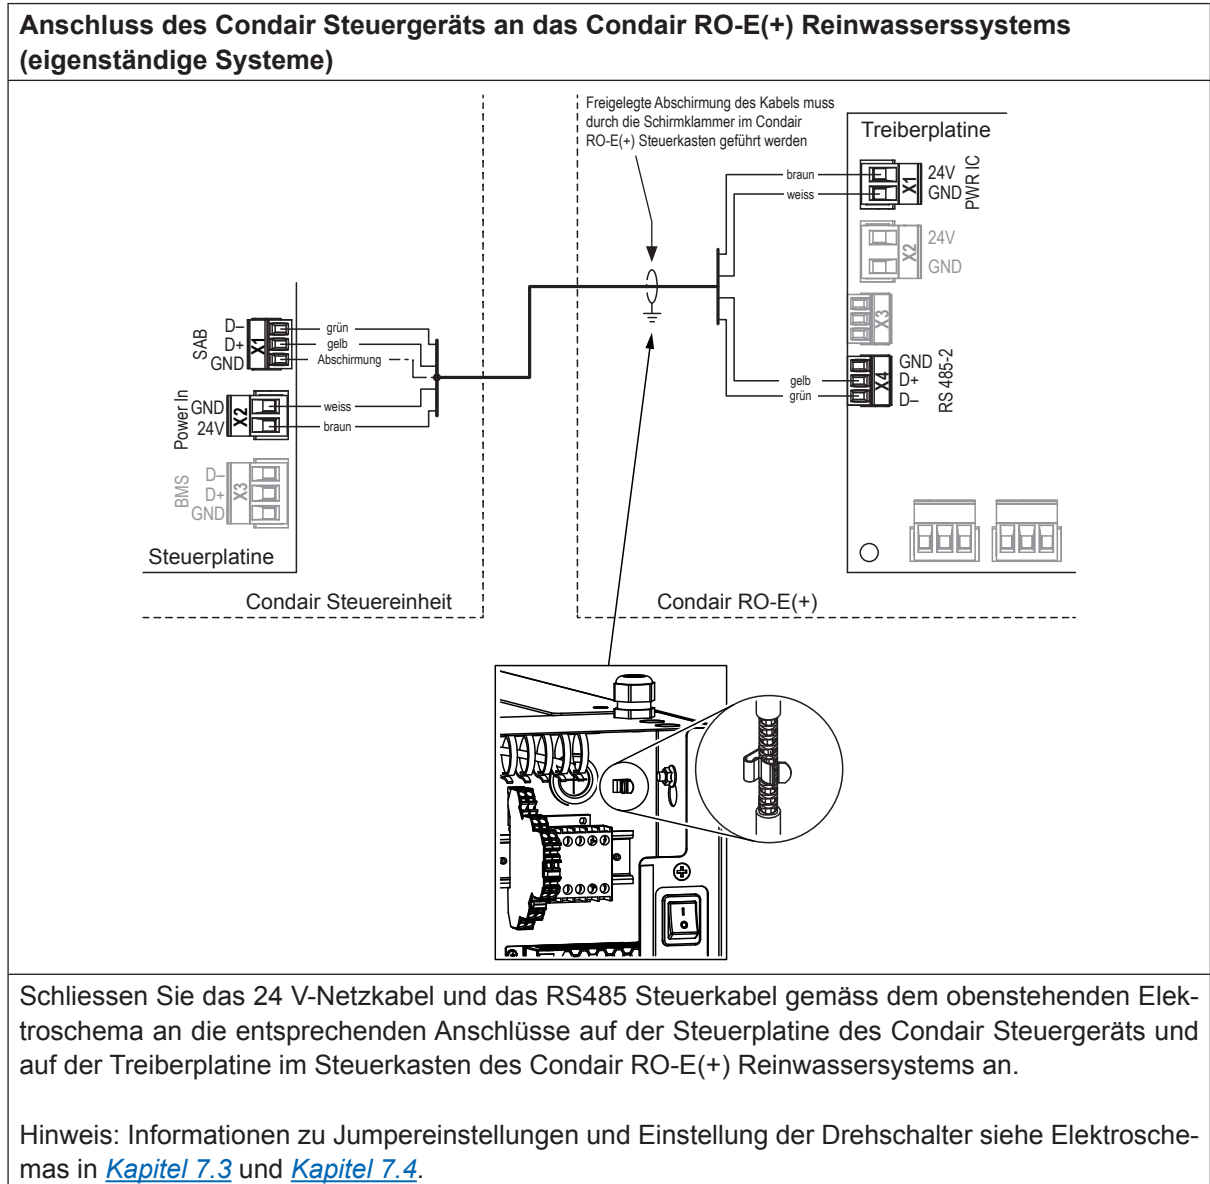 Anschluss des Condair Steuergeräts an das Condair RO-E(+) Reinwasserssystems
(eigenständige Systeme)
Freigelegte Abschirmung des Kabels muss
durch die Schirmklammer im Condair
RO-E(+) Steuerkasten geführt werden
Treiberplatine
braun
weiss
X1
24V
GND
PWR IC
X2
24V
GND
X3
gelb
grün
X4
GND
D+
D–
RS 485-2
SAB
D–
D+
GND
X1
grün
gelb
Abschirmung
Power In
GND
24V
X2
weiss
braun
BMS
D–
D+
GND
X3
Steuerplatine
Condair Steuereinheit
Condair RO-E(+)
Schliessen Sie das 24 V-Netzkabel und das RS485 Steuerkabel gemäss dem obenstehenden Elek-
troschema an die entsprechenden Anschlüsse auf der Steuerplatine des Condair Steuergeräts und
auf der Treiberplatine im Steuerkasten des Condair RO-E(+) Reinwassersystems an.
Hinweis: Informationen zu Jumpereinstellungen und Einstellung der Drehschalter siehe Elektrosche-
mas in Kapitel 7.3 und Kapitel 7.4.